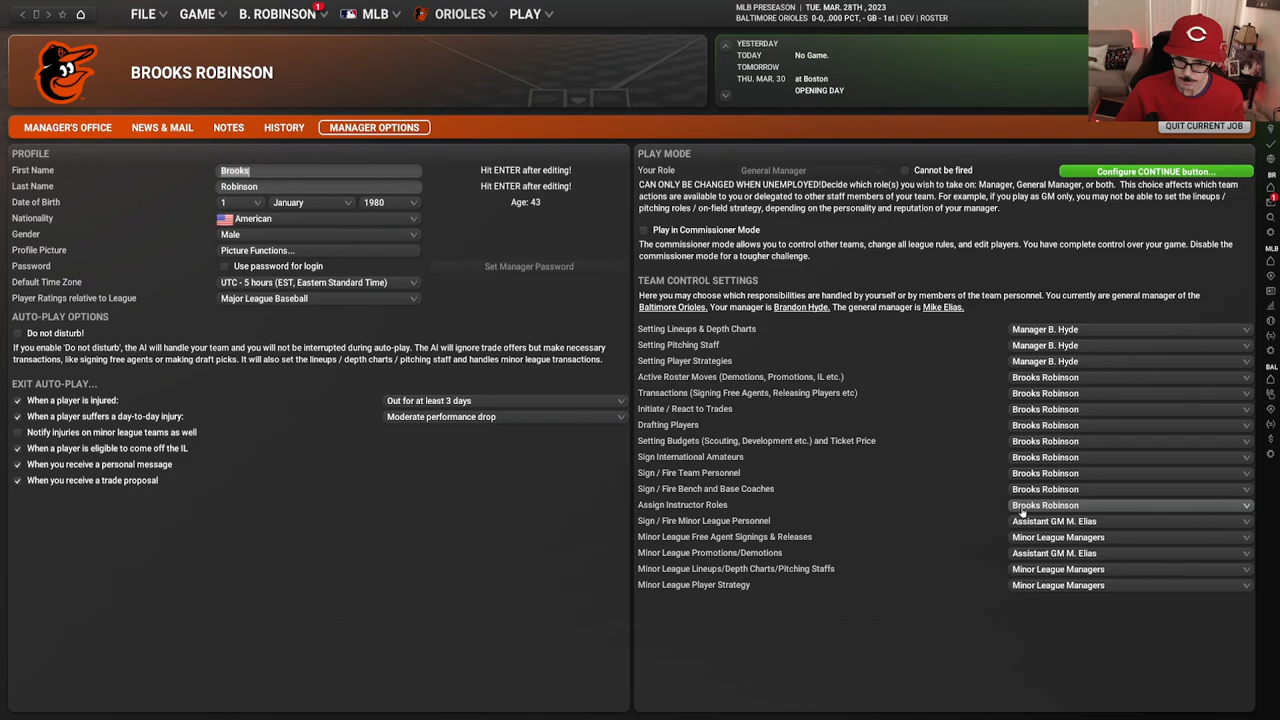 FILE GAME B. ROBINSON 1 MLB ORIOLES PLAY
MLB PRESEASON | TUE. MAR. 28TH , 2023
BALTIMORE ORIOLES 0-0, .000 PCT, - GB - 1st | DEV | ROSTER
BROOKS ROBINSON
YESTERDAY
TODAY No Game.
TOMORROW
THU. MAR. 30 at Boston
OPENING DAY
MANAGER'S OFFICE NEWS & MAIL NOTES HISTORY MANAGER OPTIONS
QUIT CURRENT JOB
PROFILE
First Name Brooks Hit ENTER after editing!
Last Name Robinson Hit ENTER after editing!
Date of Birth 1 January 1980 Age: 43
Nationality American
Gender Male
Profile Picture Picture Functions...
Password Use password for login Set Manager Password
Default Time Zone UTC - 5 hours (EST, Eastern Standard Time)
Player Ratings relative to League Major League Baseball
AUTO-PLAY OPTIONS
Do not disturb!
If you enable 'Do not disturb', the AI will handle your team and you will not be interrupted during auto-play. The AI will ignore trade offers but make necessary
transactions, like signing free agents or making draft picks. It will also set the lineups / depth charts / pitching staff and handles minor league transactions.
EXIT AUTO-PLAY...
When a player is injured: Out for at least 3 days
When a player suffers a day-to-day injury: Moderate performance drop
Notify injuries on minor league teams as well
When a player is eligible to come off the IL
When you receive a personal message
When you receive a trade proposal
PLAY MODE
Your Role General Manager Cannot be fired Configure CONTINUE button...
CAN ONLY BE CHANGED WHEN UNEMPLOYED!Decide which role(s) you wish to take on: Manager, General Manager, or both. This choice affects which team
actions are available to you or delegated to other staff members of your team. For example, if you play as GM only, you may not be able to set the lineups /
pitching roles / on-field strategy, depending on the personality and reputation of your manager.
Play in Commissioner Mode
The commissioner mode allows you to control other teams, change all league rules, and edit players. You have complete control over your game. Disable the
commissioner mode for a tougher challenge.
TEAM CONTROL SETTINGS
Here you may choose which responsibilities are handled by yourself or by members of the team personnel. You currently are general manager of the
Baltimore Orioles. Your manager is Brandon Hyde. The general manager is Mike Elias.
Setting Lineups & Depth Charts Manager B. Hyde
Setting Pitching Staff Manager B. Hyde
Setting Player Strategies Manager B. Hyde
Active Roster Moves (Demotions, Promotions, IL etc.) Brooks Robinson
Transactions (Signing Free Agents, Releasing Players etc) Brooks Robinson
Initiate / React to Trades Brooks Robinson
Drafting Players Brooks Robinson
Setting Budgets (Scouting, Development etc.) and Ticket Price Brooks Robinson
Sign International Amateurs Brooks Robinson
Sign / Fire Team Personnel Brooks Robinson
Sign / Fire Bench and Base Coaches Brooks Robinson
Assign Instructor Roles Brooks Robinson
Sign / Fire Minor League Personnel Assistant GM M. Elias
Minor League Free Agent Signings & Releases Minor League Managers
Minor League Promotions/Demotions Assistant GM M. Elias
Minor League Lineups/Depth Charts/Pitching Staffs Minor League Managers
Minor League Player Strategy Minor League Managers
BR
MLB
BAL